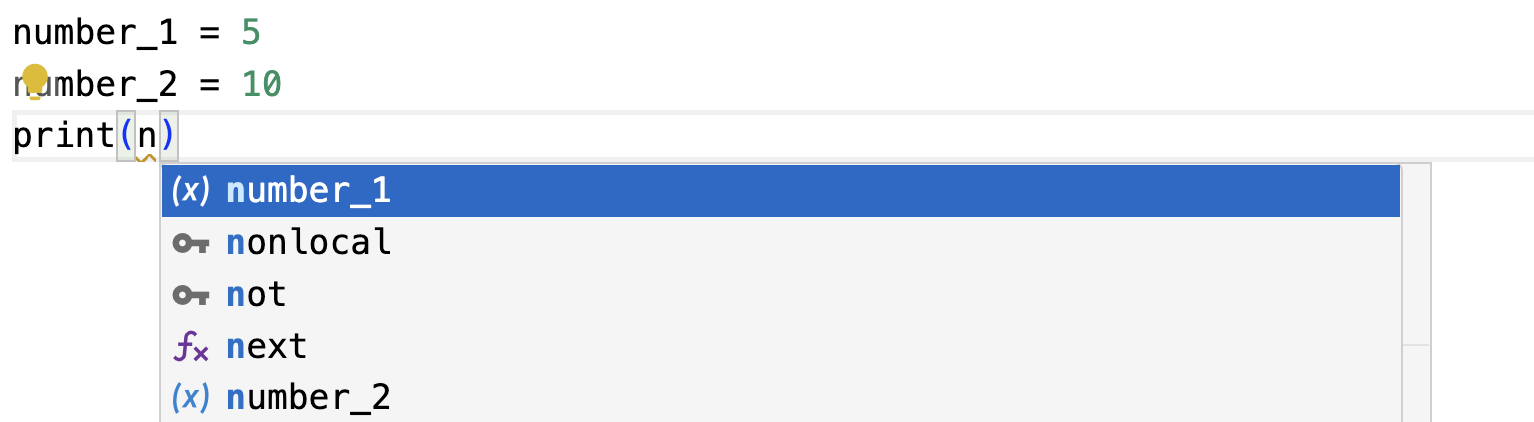 number_1 = 5
number_2 = 10
print(n)
(x) number_1
nonlocal
not
fx next
(x) number_2